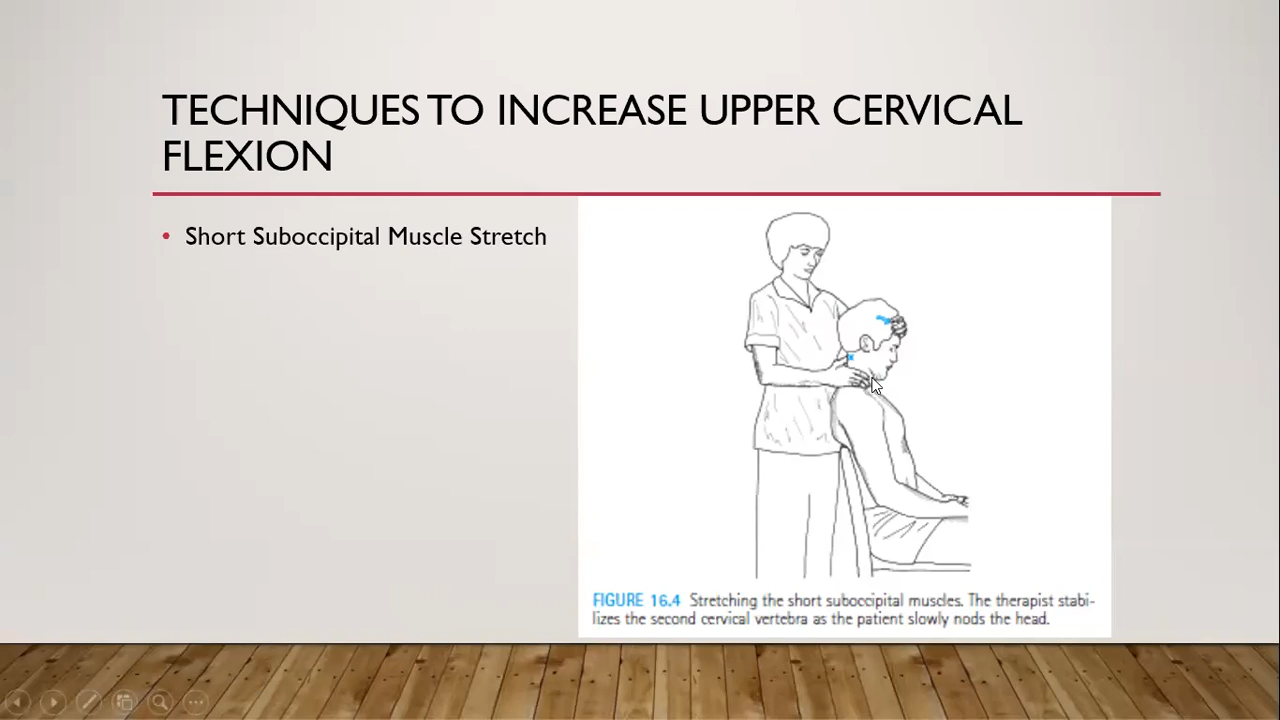 TECHNIQUES TO INCREASE UPPER CERVICAL
FLEXION
• Short Suboccipital Muscle Stretch
FIGURE 16.4 Stretching the short suboccipital muscles. The therapist stabi-
lizes the second cervical vertebra as the patient slowly nods the head.